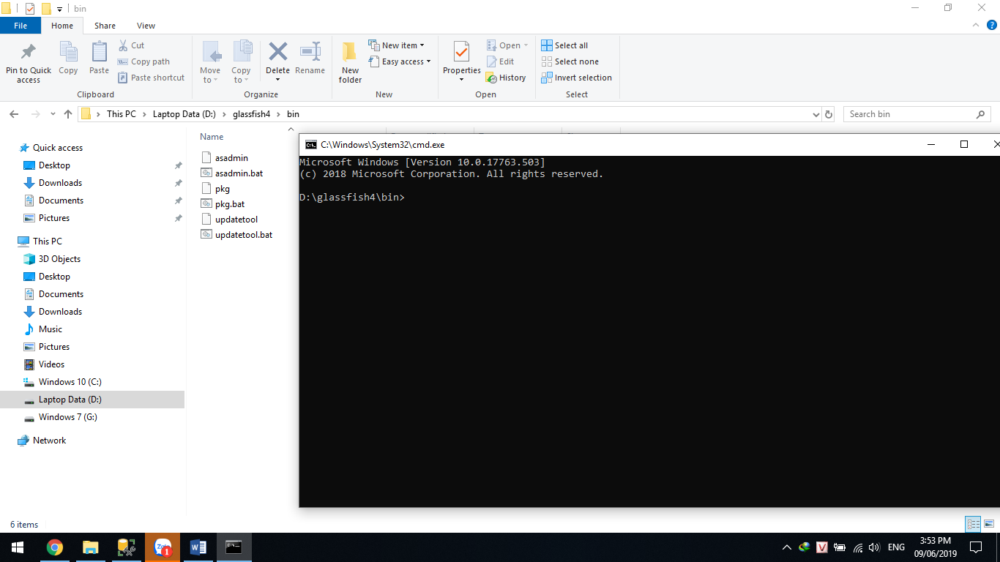 bin
File Home Share View
Pin to Quick access
Copy
Paste
Cut
Copy path
Paste shortcut
Clipboard
Move to
Copy to
Delete
Rename
Organize
New folder
New item
Easy access
New
Properties
Open
Edit
History
Open
Select all
Select none
Invert selection
Select
This PC › Laptop Data (D:) › glassfish4 › bin
Search bin
Quick access
Desktop
Downloads
Documents
Pictures
This PC
3D Objects
Desktop
Documents
Downloads
Music
Pictures
Videos
Windows 10 (C:)
Laptop Data (D:)
Windows 7 (G:)
Network
Name
asadmin
asadmin.bat
pkg
pkg.bat
updatetool
updatetool.bat
C:\Windows\System32\cmd.exe
Microsoft Windows [Version 10.0.17763.503]
(c) 2018 Microsoft Corporation. All rights reserved.
D:\glassfish4\bin>
6 items
1
ENG
3:53 PM
09/06/2019